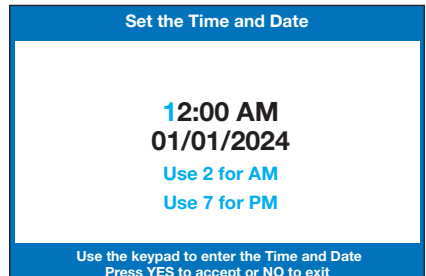 Set the Time and Date
12:00 AM
01/01/2024
Use 2 for AM
Use 7 for PM
Use the keypad to enter the Time and Date
Press YES to accept or NO to exit